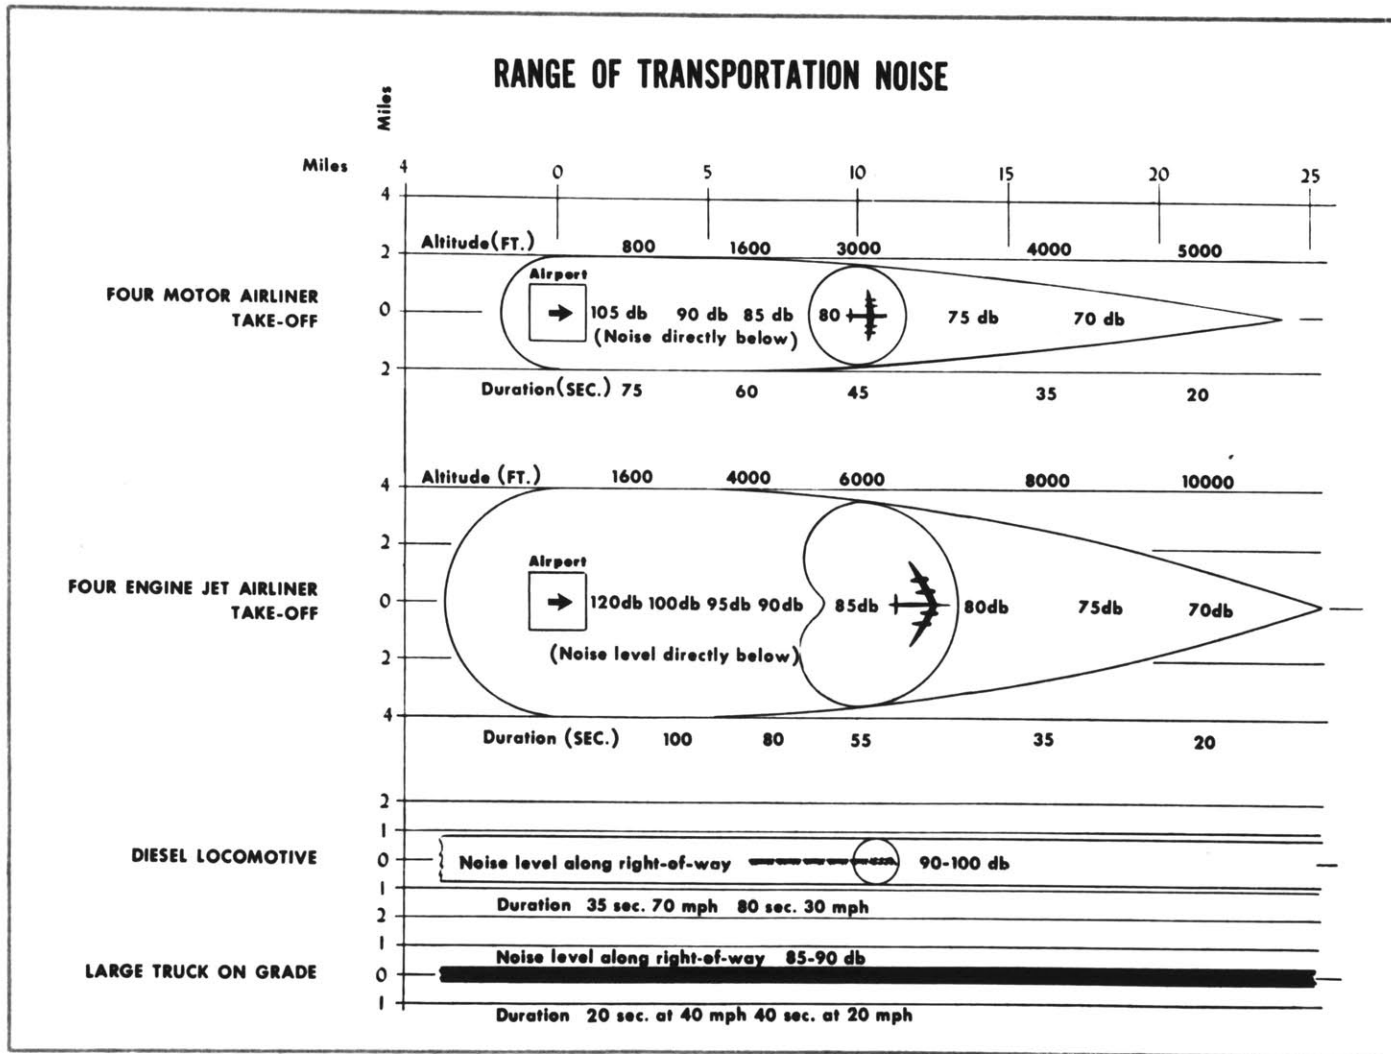 RANGE OF TRANSPORTATION NOISE
Miles
Miles 4 0 5 10 15 20 25
4
2 Altitude (FT.) 800 1600 3000 4000 5000
Airport
FOUR MOTOR AIRLINER
TAKE-OFF
0 105 db 90 db 85 db 80 75 db 70 db
(Noise directly below)
2
Duration (SEC.) 75 60 45 35 20
4 Altitude (FT.) 1600 4000 6000 8000 10000
2
Airport
FOUR ENGINE JET AIRLINER
TAKE-OFF
0 120db 100db 95db 90db 85db 80db 75db 70db
2 (Noise level directly below)
4
Duration (SEC.) 100 80 55 35 20
2
1
DIESEL LOCOMOTIVE 0 Noise level along right-of-way 90-100 db
1
Duration 35 sec. 70 mph 80 sec. 30 mph
2
1 Noise level along right-of-way 85-90 db
LARGE TRUCK ON GRADE 0
1
Duration 20 sec. at 40 mph 40 sec. at 20 mph